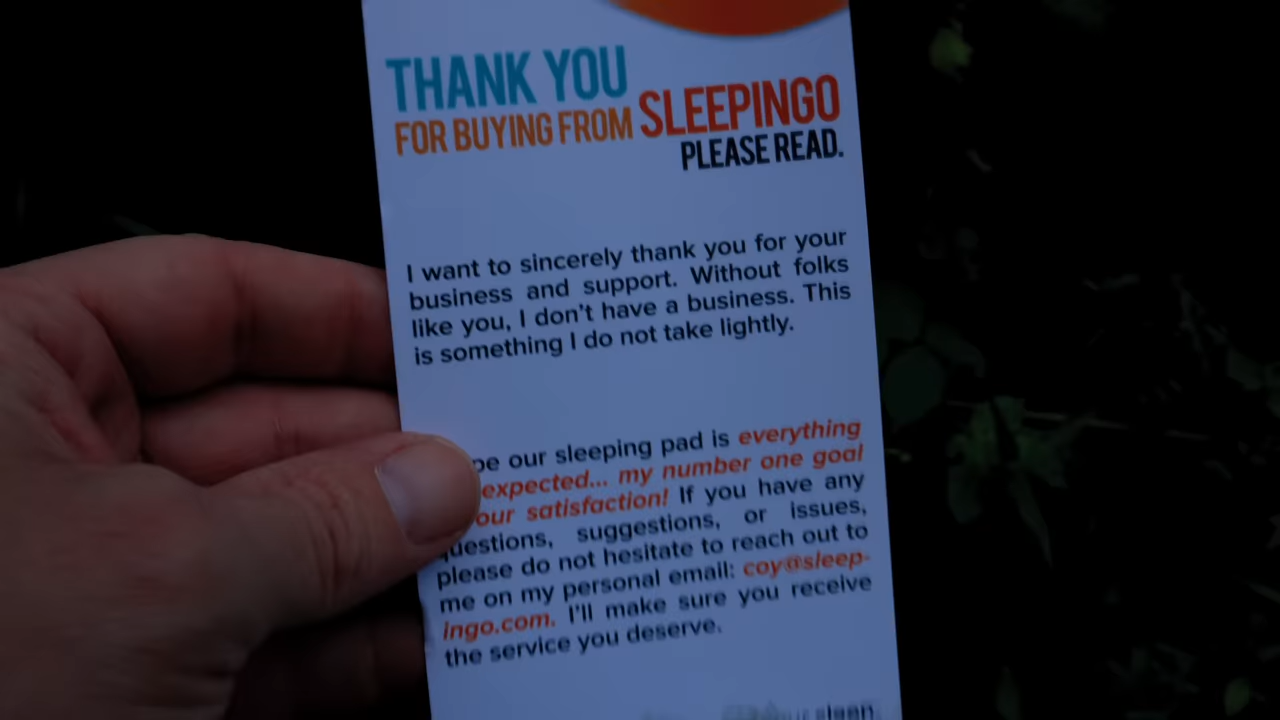 THANK YOU
FOR BUYING FROM SLEEPINGO
PLEASE READ.
I want to sincerely thank you for your
business and support. Without folks
like you, I don't have a business. This
is something I do not take lightly.
our sleeping pad is everything
expected... my number one goal
satisfaction! If you have any
questions, suggestions, or issues,
please do not hesitate to reach out to
me on my personal email: coy@sleep-
ingo.com. I'll make sure you receive
the service you deserve.